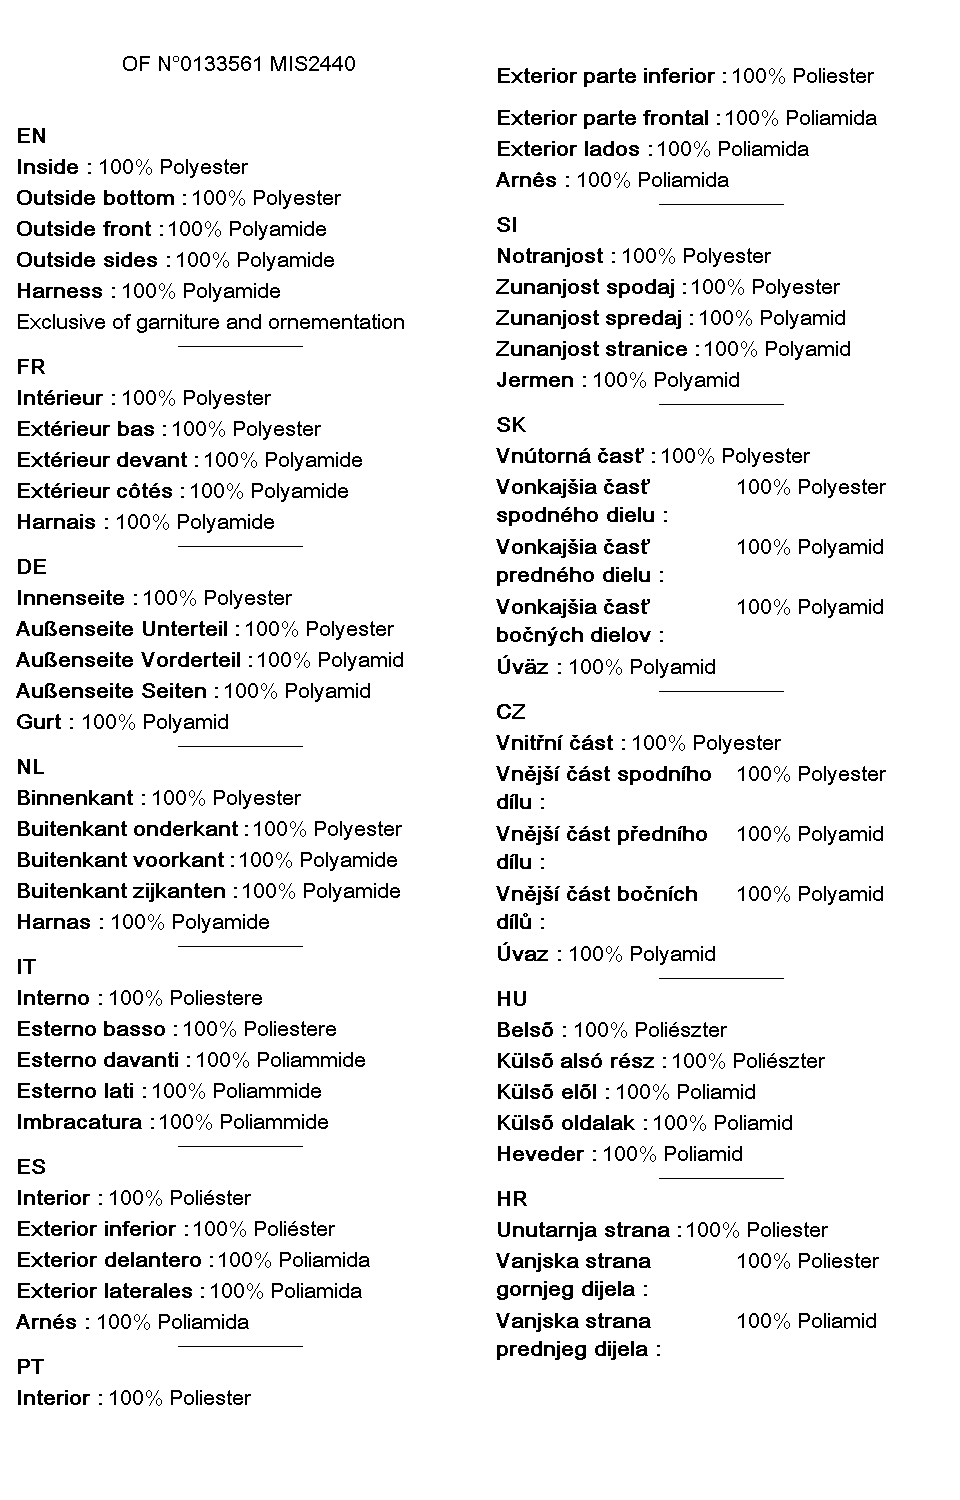 OF N°0133561 MIS2440
EN
Inside : 100% Polyester
Outside bottom : 100% Polyester
Outside front : 100% Polyamide
Outside sides : 100% Polyamide
Harness : 100% Polyamide
Exclusive of garniture and ornementation
FR
Intérieur : 100% Polyester
Extérieur bas : 100% Polyester
Extérieur devant : 100% Polyamide
Extérieur côtés : 100% Polyamide
Harnais : 100% Polyamide
DE
Innenseite : 100% Polyester
Außenseite Unterteil : 100% Polyester
Außenseite Vorderteil : 100% Polyamid
Außenseite Seiten : 100% Polyamid
Gurt : 100% Polyamid
NL
Binnenkant : 100% Polyester
Buitenkant onderkant : 100% Polyester
Buitenkant voorkant : 100% Polyamide
Buitenkant zijkanten : 100% Polyamide
Harnas : 100% Polyamide
IT
Interno : 100% Poliestere
Esterno basso : 100% Poliestere
Esterno davanti : 100% Poliammide
Esterno lati : 100% Poliammide
Imbracatura : 100% Poliammide
ES
Interior : 100% Poliéster
Exterior inferior : 100% Poliéster
Exterior delantero : 100% Poliamida
Exterior laterales : 100% Poliamida
Arnés : 100% Poliamida
PT
Interior : 100% Poliester
Exterior parte inferior : 100% Poliester
Exterior parte frontal : 100% Poliamida
Exterior lados : 100% Poliamida
Arnês : 100% Poliamida
SI
Notranjost : 100% Polyester
Zunanjost spodaj : 100% Polyester
Zunanjost spredaj : 100% Polyamid
Zunanjost stranice : 100% Polyamid
Jermen : 100% Polyamid
SK
Vnútorná časť : 100% Polyester
Vonkajšia časť 100% Polyester
spodného dielu :
Vonkajšia časť 100% Polyamid
predného dielu :
Vonkajšia časť 100% Polyamid
bočných dielov :
Úväz : 100% Polyamid
CZ
Vnitřní část : 100% Polyester
Vnější část spodního 100% Polyester
dílu :
Vnější část předního 100% Polyamid
dílu :
Vnější část bočních 100% Polyamid
dílů :
Úvaz : 100% Polyamid
HU
Belsõ : 100% Poliészter
Külsõ alsó rész : 100% Poliészter
Külsõ elõl : 100% Poliamid
Külsõ oldalak : 100% Poliamid
Heveder : 100% Poliamid
HR
Unutarnja strana : 100% Poliester
Vanjska strana 100% Poliester
gornjeg dijela :
Vanjska strana 100% Poliamid
prednjeg dijela :